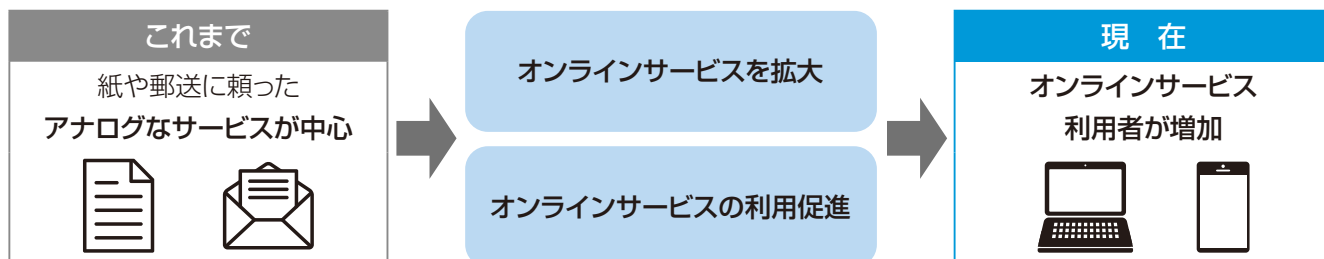 これまで
紙や郵送に頼った
アナログなサービスが中心
オンラインサービスを拡大
オンラインサービスの利用促進
現 在
オンラインサービス
利用者が増加